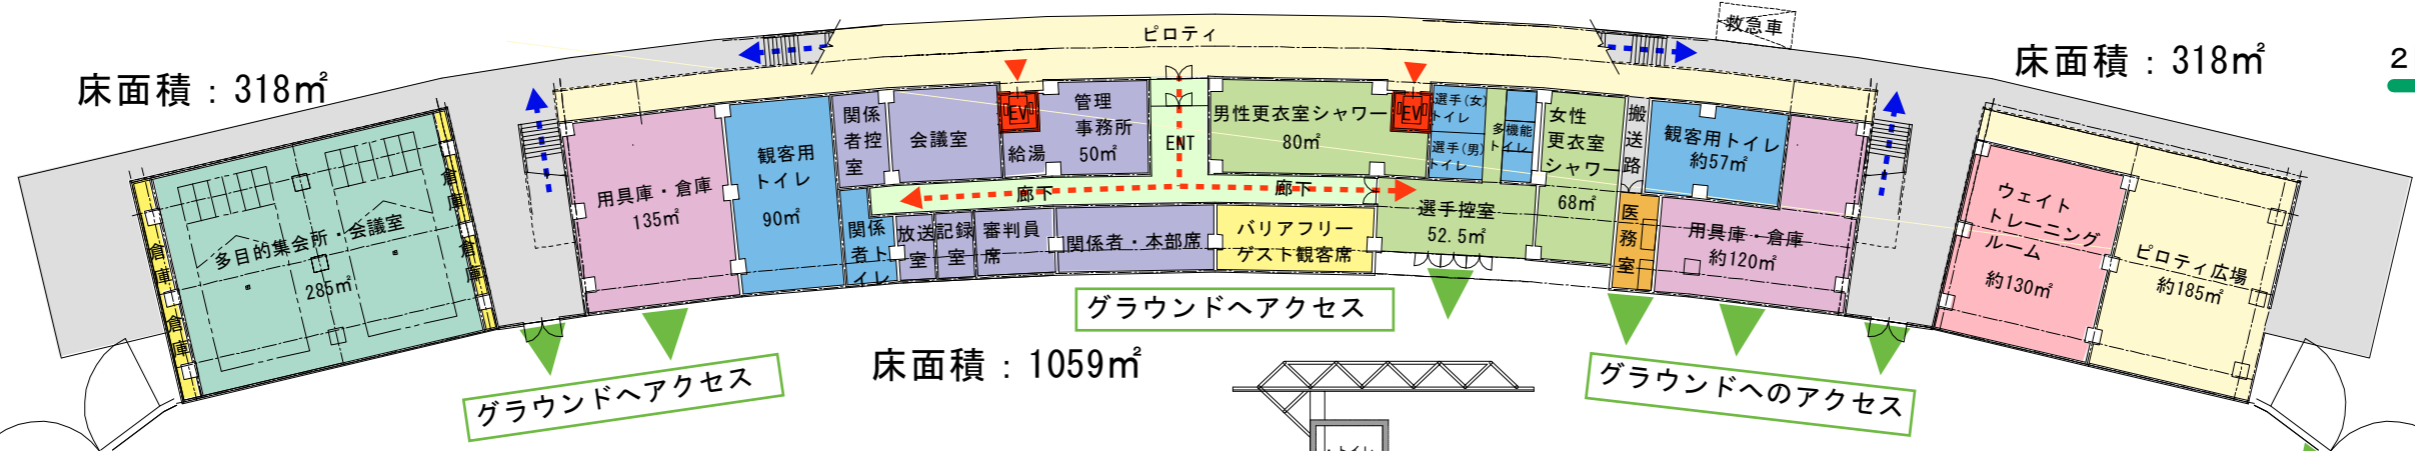 ピロティ
救急車
床面積：318㎡
床面積：318㎡
2
多目的集会所・会議室
285㎡
倉庫
倉庫
倉庫
倉庫
用具庫・倉庫
135㎡
観客用
トイレ
90㎡
関係
者控
室
会議室
EV
給湯
管理
事務所
50㎡
ENT
男性更衣室シャワー
80㎡
EV
選手(女)
トイレ
選手(男)
トイレ
多機能
トイレ
女性
更衣室
シャワー
68㎡
搬送路
観客用トイレ
約57㎡
廊下
廊下
関係
者ト
イレ
放送
室
記録
室
審判員
席
関係者・本部席
バリアフリー
ゲスト観客席
選手控室
52.5㎡
医務室
用具庫・倉庫
約120㎡
ウェイト
トレーニング
ルーム
約130㎡
ピロティ広場
約185㎡
グラウンドへアクセス
グラウンドへアクセス
グラウンドへのアクセス
床面積：1059㎡